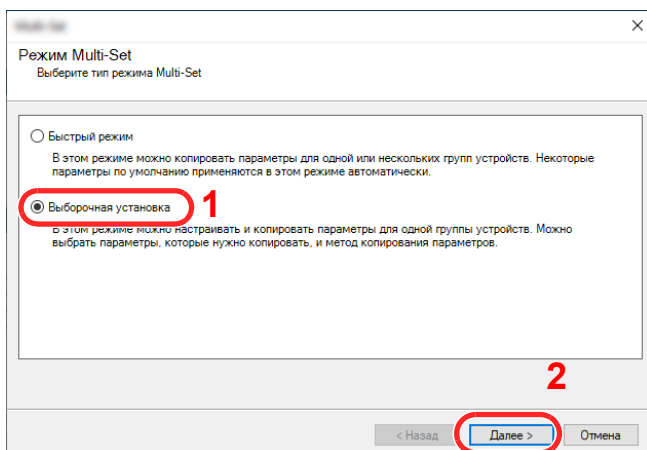 Режим Multi-Set
Выберите тип режима Multi-Set
Быстрый режим
В этом режиме можно копировать параметры для одной или нескольких групп устройств. Некоторые
параметры по умолчанию применяются в этом режиме автоматически.
Выборочная установка 1
В этом режиме можно настраивать и копировать параметры для одной группы устройств. Можно
выбрать параметры, которые нужно копировать, и метод копирования параметров.
2
< Назад Далее > Отмена